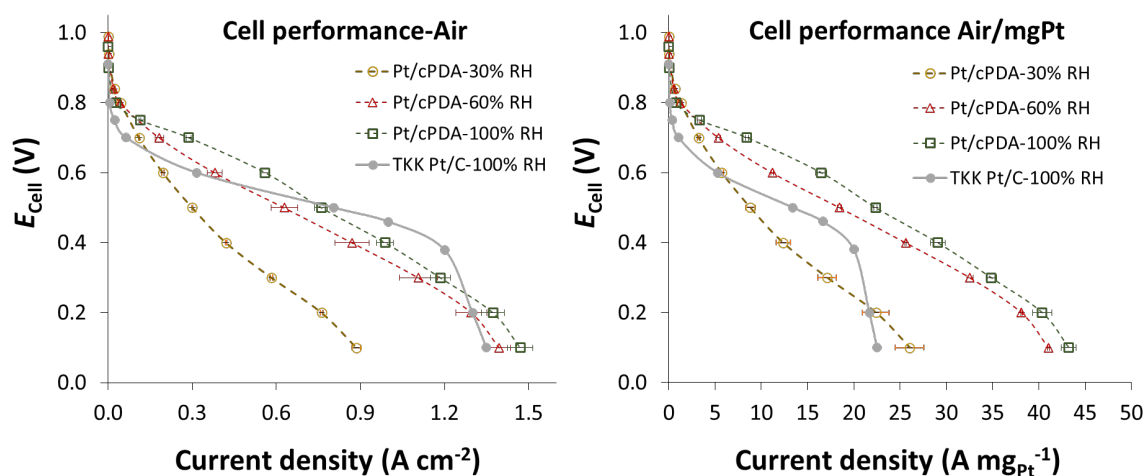 Cell performance-Air
1.0
0.8
0.6
0.4
0.2
0.0
E_Cell (V)
Pt/cPDA-30% RH
Pt/cPDA-60% RH
Pt/cPDA-100% RH
TKK Pt/C-100% RH
0.0 0.3 0.6 0.9 1.2 1.5
Current density (A cm⁻²)
Cell performance Air/mgPt
1.0
0.8
0.6
0.4
0.2
0.0
E_Cell (V)
Pt/cPDA-30% RH
Pt/cPDA-60% RH
Pt/cPDA-100% RH
TKK Pt/C-100% RH
0 5 10 15 20 25 30 35 40 45 50
Current density (A mg_Pt⁻¹)